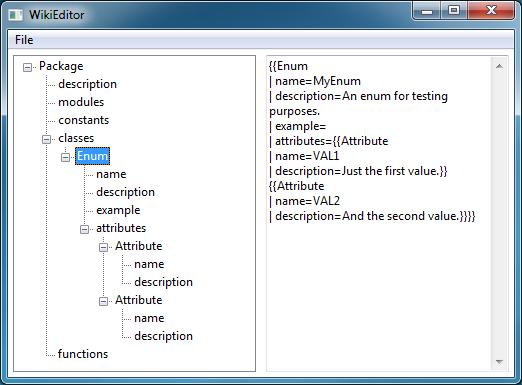 WikiEditor
File
Package
description
modules
constants
classes
Enum
name
description
example
attributes
Attribute
name
description
Attribute
name
description
functions
{{Enum
| name=MyEnum
| description=An enum for testing
purposes.
| example=
| attributes={{Attribute
| name=VAL1
| description=Just the first value.}}
{{Attribute
| name=VAL2
| description=And the second value.}}}}